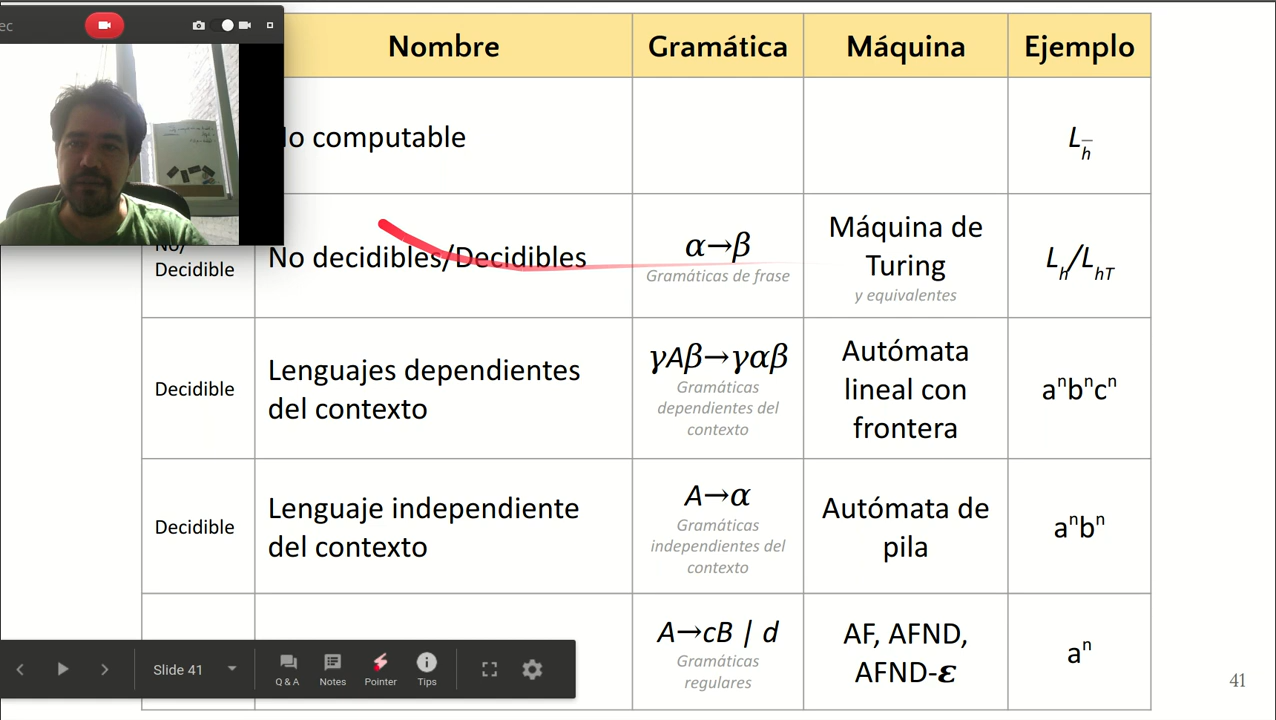 ec
Nombre Gramática Máquina Ejemplo
o computable
L h̅
No/
Decidible
No decidibles/Decidibles
α→β
Gramáticas de frase
Máquina de
Turing
y equivalentes
Lh/LhT
Decidible
Lenguajes dependientes
del contexto
γAβ→γαβ
Gramáticas
dependientes del
contexto
Autómata
lineal con
frontera
aⁿbⁿcⁿ
Decidible
Lenguaje independiente
del contexto
A→α
Gramáticas
independientes del
contexto
Autómata de
pila
aⁿbⁿ
A→cB | d
Gramáticas
regulares
AF, AFND,
AFND-ε
aⁿ
Slide 41
Q & A
Notes
Pointer
Tips
41